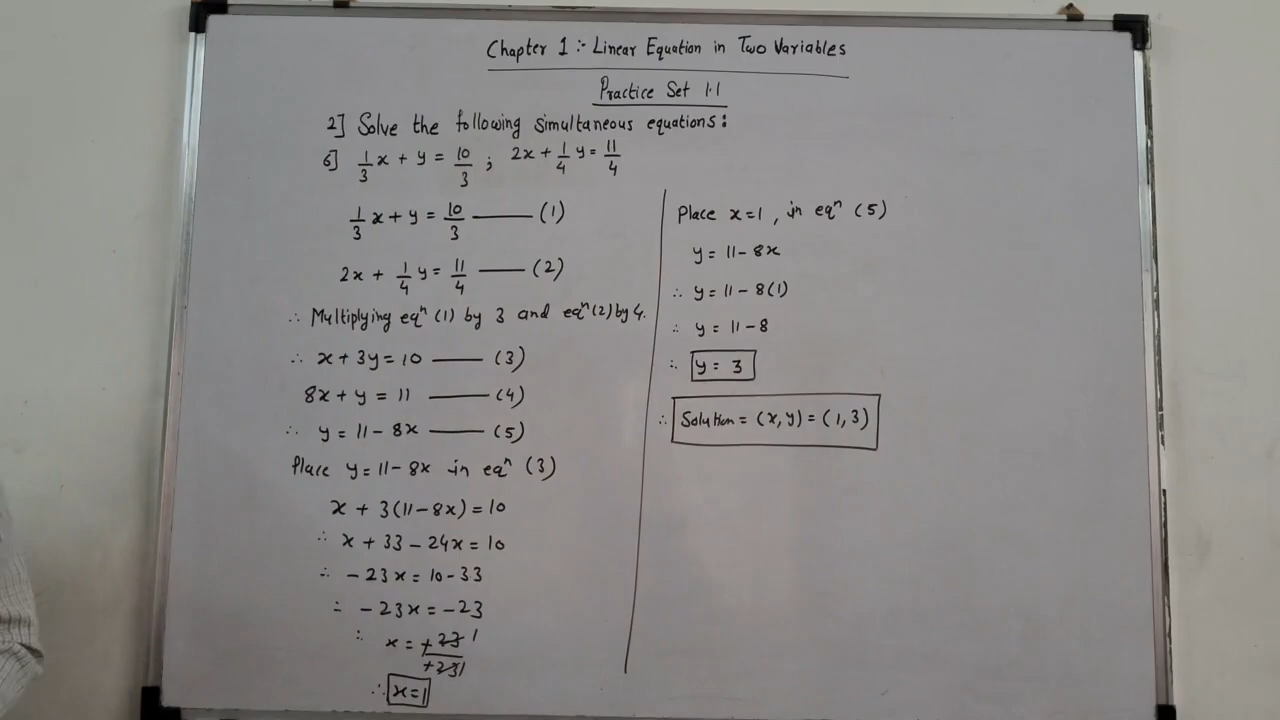 Chapter 1 :- Linear Equation in Two Variables
Practice Set 1.1
2] Solve the following simultaneous equations:
6] 1/3 x + y = 10/3 ; 2x + 1/4 y = 11/4
1/3 x + y = 10/3 —— (1)
2x + 1/4 y = 11/4 —— (2)
∴ Multiplying eqⁿ (1) by 3 and eqⁿ (2) by 4.
∴ x + 3y = 10 —— (3)
8x + y = 11 —— (4)
∴ y = 11 - 8x —— (5)
Place y = 11 - 8x in eqⁿ (3)
x + 3(11 - 8x) = 10
∴ x + 33 - 24x = 10
∴ -23x = 10 - 33
∴ -23x = -23
∴ x = +23 1/+23 1
∴ x = 1
Place x = 1, in eqⁿ (5)
y = 11 - 8x
∴ y = 11 - 8(1)
∴ y = 11 - 8
∴ y = 3
∴ Solution = (x, y) = (1, 3)